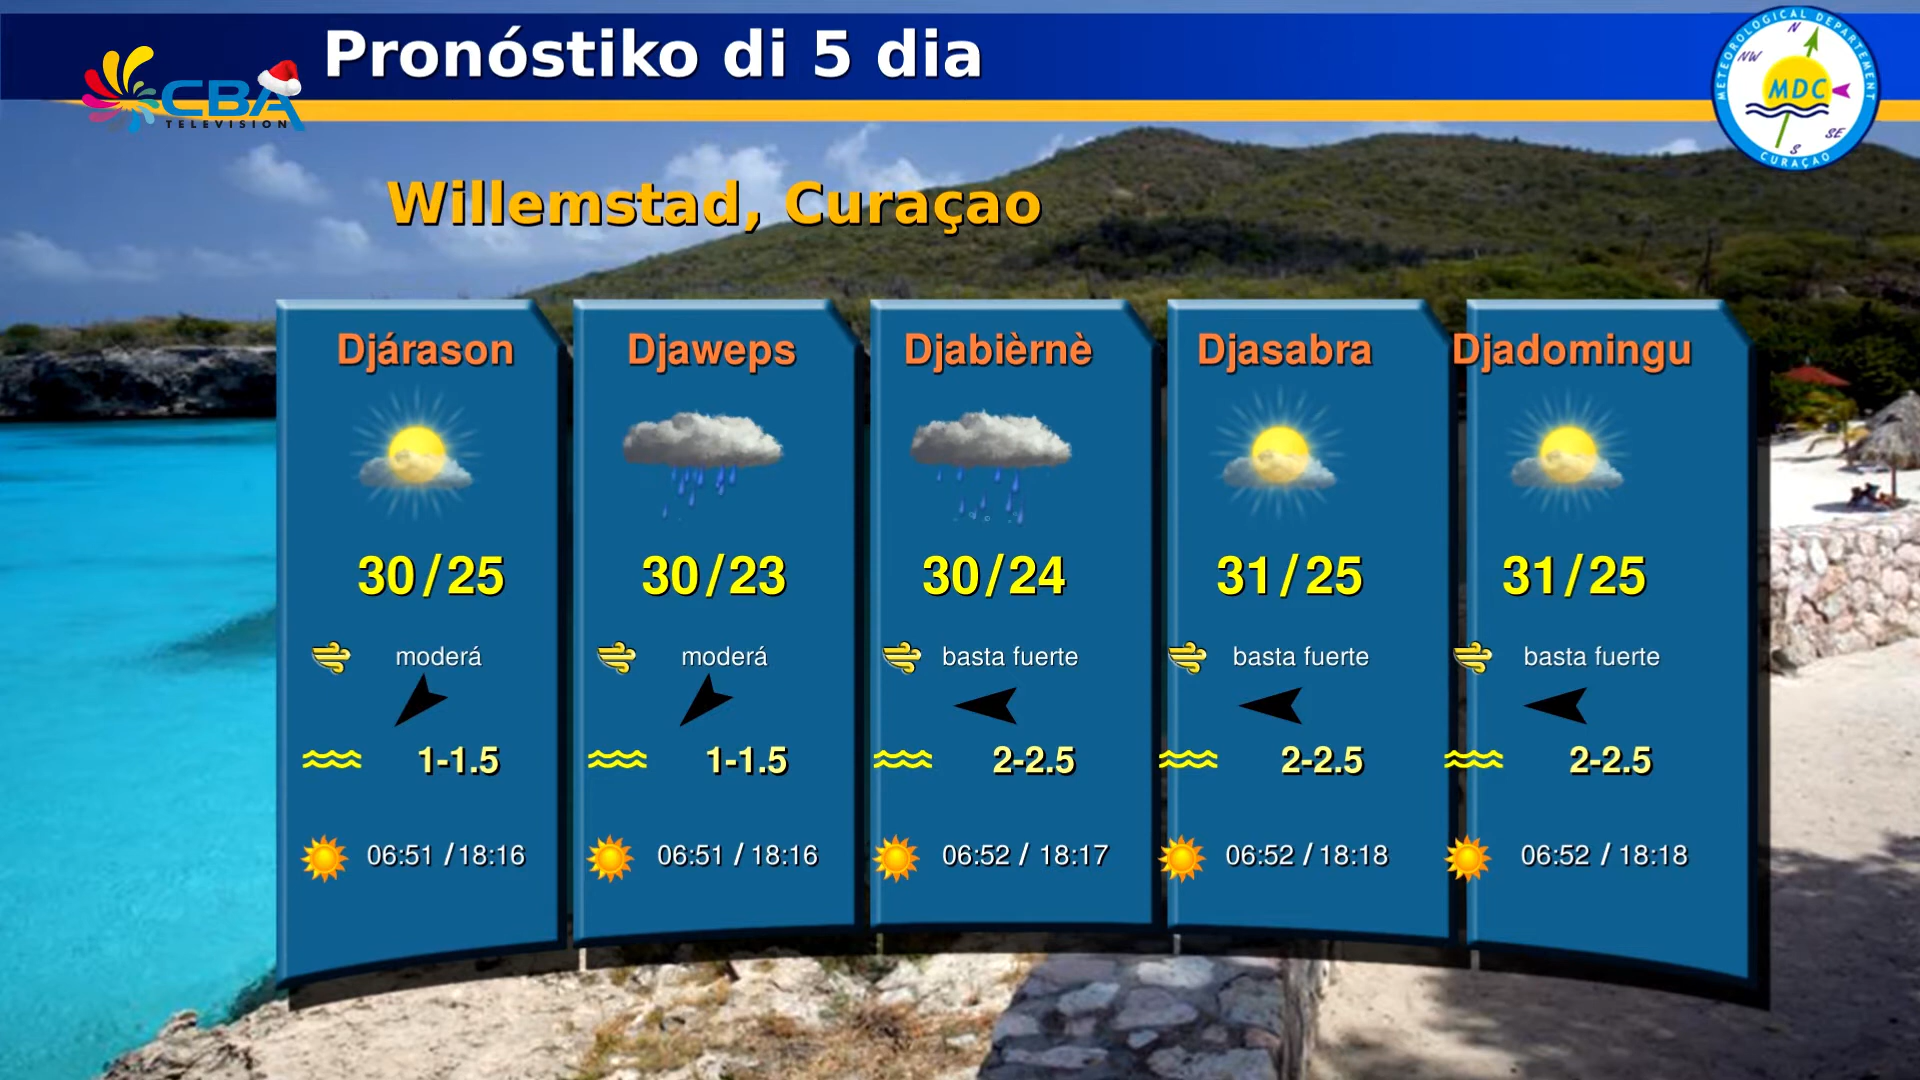 Pronóstiko di 5 dia
CBA
TELEVISION
METEOROLOGICAL DEPARTEMENT
CURAÇAO
N
NW
MDC
SE
S
Willemstad, Curaçao
Djárason Djaweps Djabièrnè Djasabra Djadomingu
30/25 30/23 30/24 31/25 31/25
moderá moderá basta fuerte basta fuerte basta fuerte
1-1.5 1-1.5 2-2.5 2-2.5 2-2.5
06:51 / 18:16 06:51 / 18:16 06:52 / 18:17 06:52 / 18:18 06:52 / 18:18